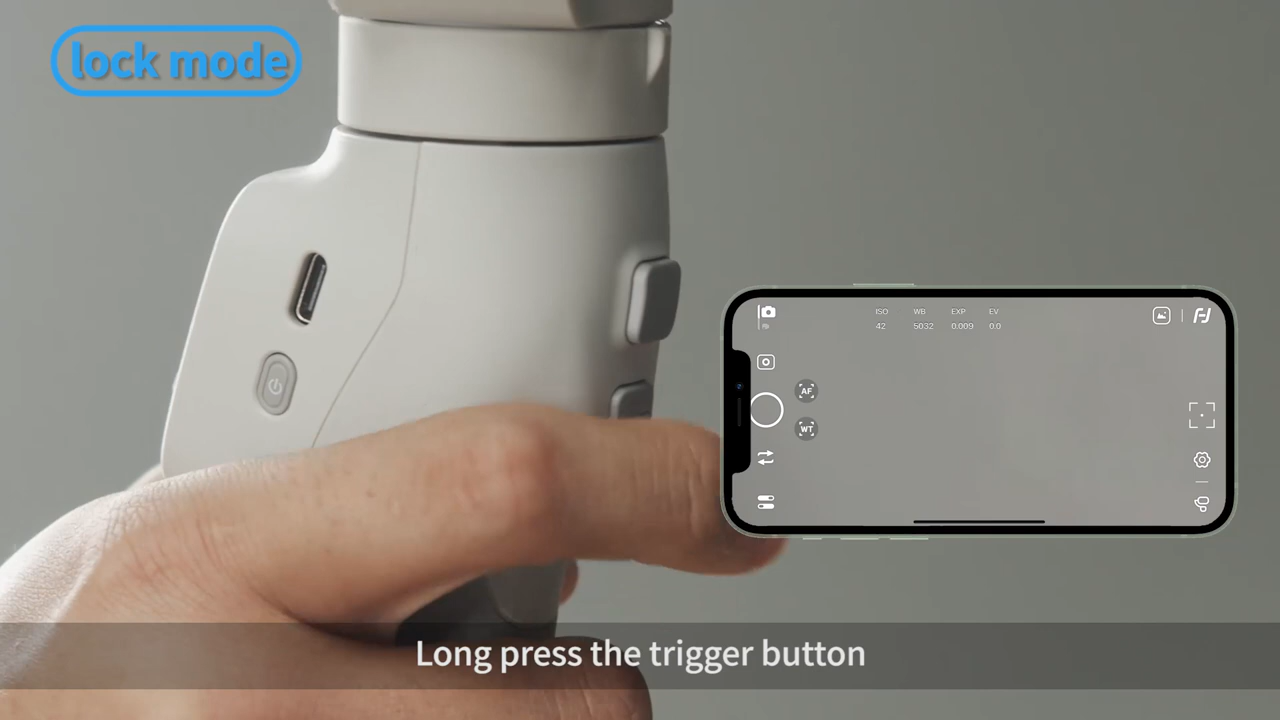 lock mode
ISO WB EXP EV
42 5032 0.009 0.0
AF
WT
Long press the trigger button